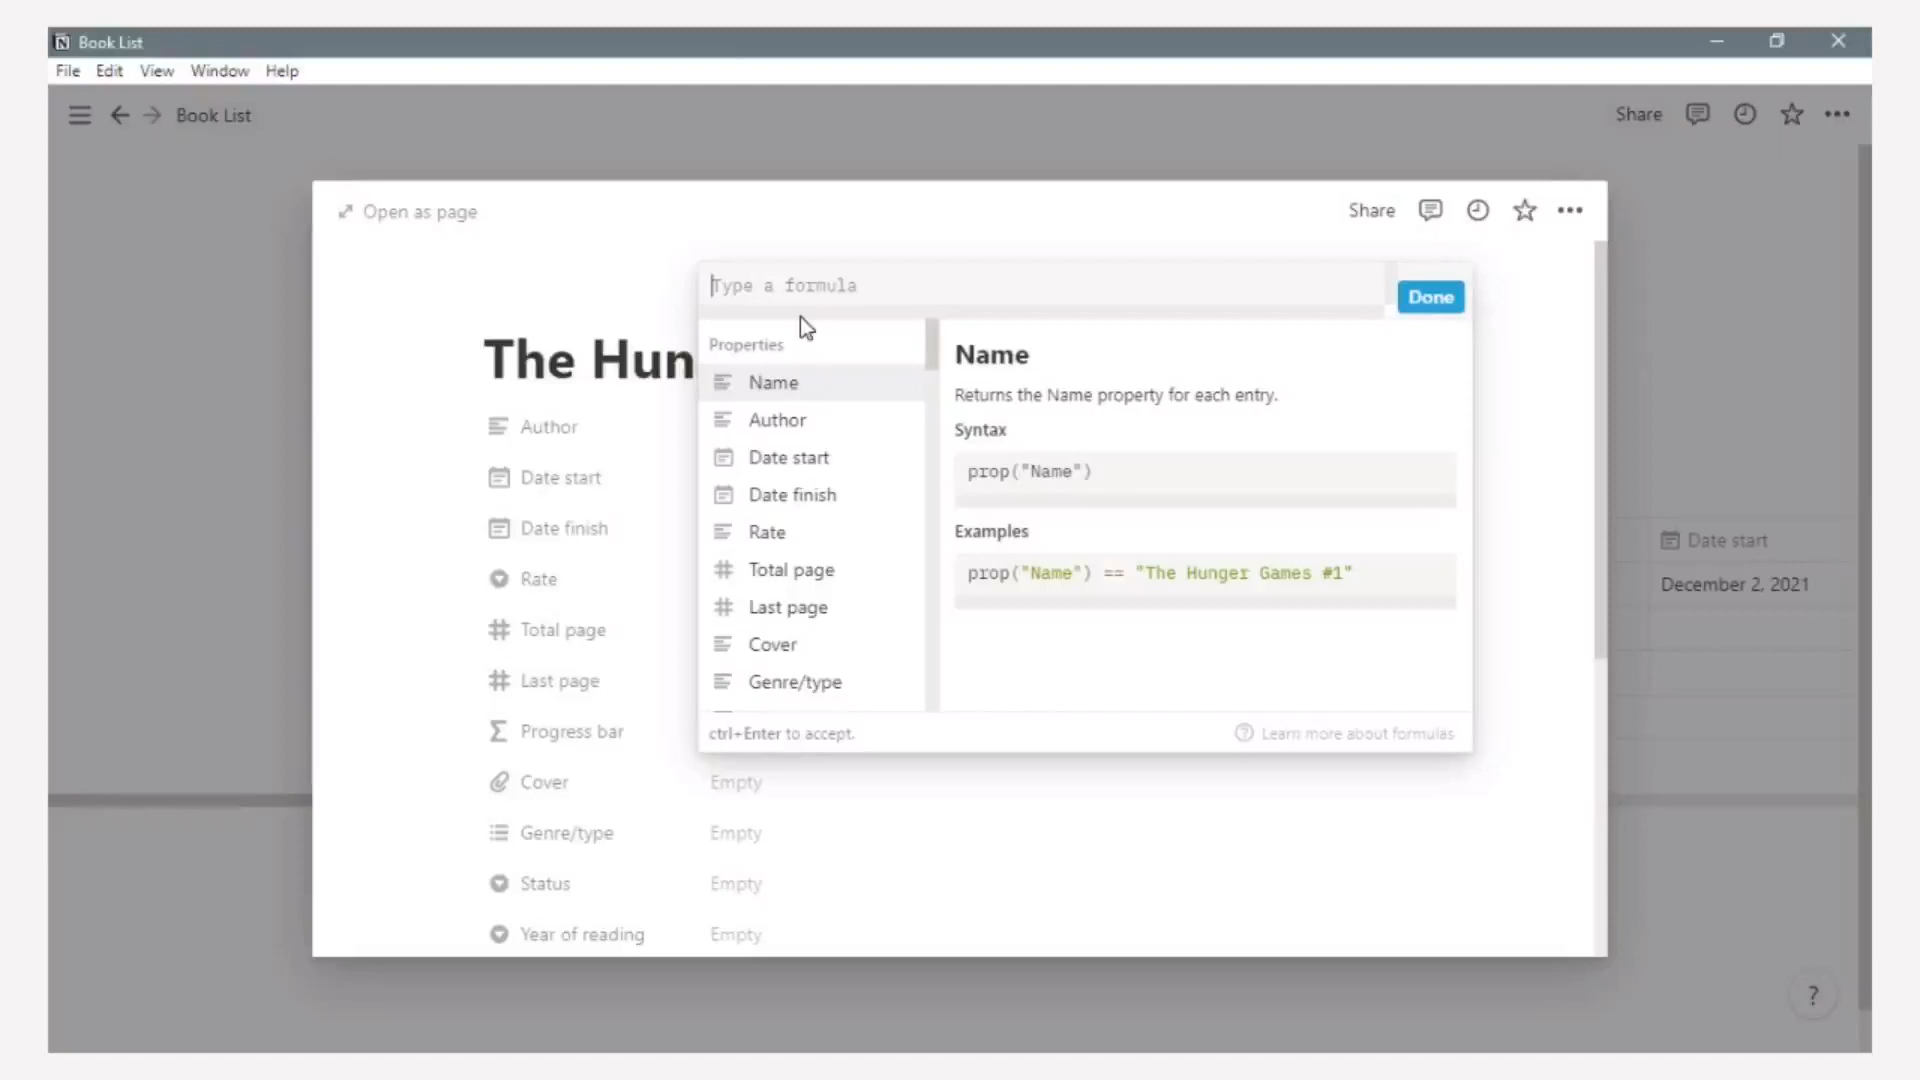 Book List
File Edit View Window Help
Book List
Share
Open as page
Share
Type a formula
Done
The Hun
Properties
Name
Author
Date start
Date finish
Rate
Total page
Last page
Cover
Genre/type
Name
Returns the Name property for each entry.
Syntax
prop("Name")
Examples
prop("Name") == "The Hunger Games #1"
ctrl+Enter to accept.
Learn more about formulas
Author
Date start
Date finish
Rate
Total page
Last page
Progress bar
Cover Empty
Genre/type Empty
Status Empty
Year of reading Empty
Date start
December 2, 2021
?